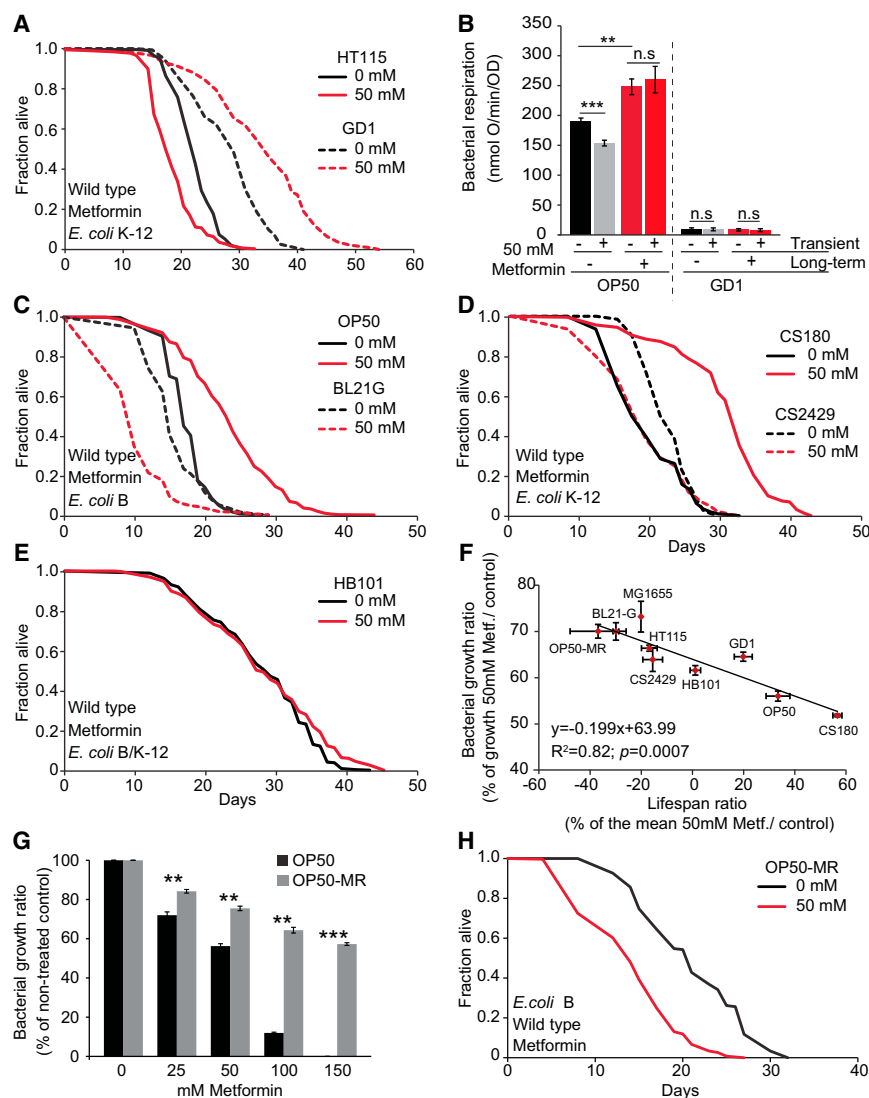 A
1.0
0.8
0.6
0.4
0.2
0
Fraction alive
HT115
0 mM
50 mM
GD1
0 mM
50 mM
Wild type
Metformin
E. coli K-12
0 10 20 30 40 50 60
B
Bacterial respiration
(nmol O/min/OD)
350
300
250
200
150
100
50
0
**
n.s
***
n.s
n.s
50 mM
Metformin
- + - + - + - + Transient
- + - + Long-term
OP50 GD1
C
1.0
0.8
0.6
0.4
0.2
0
Fraction alive
OP50
0 mM
50 mM
BL21G
0 mM
50 mM
Wild type
Metformin
E. coli B
0 10 20 30 40 50
D
1.0
0.8
0.6
0.4
0.2
0
Fraction alive
CS180
0 mM
50 mM
CS2429
0 mM
50 mM
Wild type
Metformin
E. coli K-12
0 10 20 30 40 50
Days
E
1.0
0.8
0.6
0.4
0.2
0
Fraction alive
HB101
0 mM
50 mM
Wild type
Metformin
E. coli B/K-12
0 10 20 30 40 50
Days
F
Bacterial growth ratio
(% of growth 50mM Metf./ control)
80
70
60
50
40
MG1655
BL21-G
OP50-MR
HT115
CS2429
GD1
HB101
OP50
CS180
y=-0.199x+63.99
R²=0.82; p=0.0007
-60 -40 -20 0 20 40 60
Lifespan ratio
(% of the mean 50mM Metf./ control)
G
Bacterial growth ratio
(% of non-treated control)
100
80
60
40
20
0
OP50
OP50-MR
**
**
**
***
0 25 50 100 150
mM Metformin
H
1.0
0.8
0.6
0.4
0.2
0
Fraction alive
OP50-MR
0 mM
50 mM
E.coli B
Wild type
Metformin
0 10 20 30 40
Days